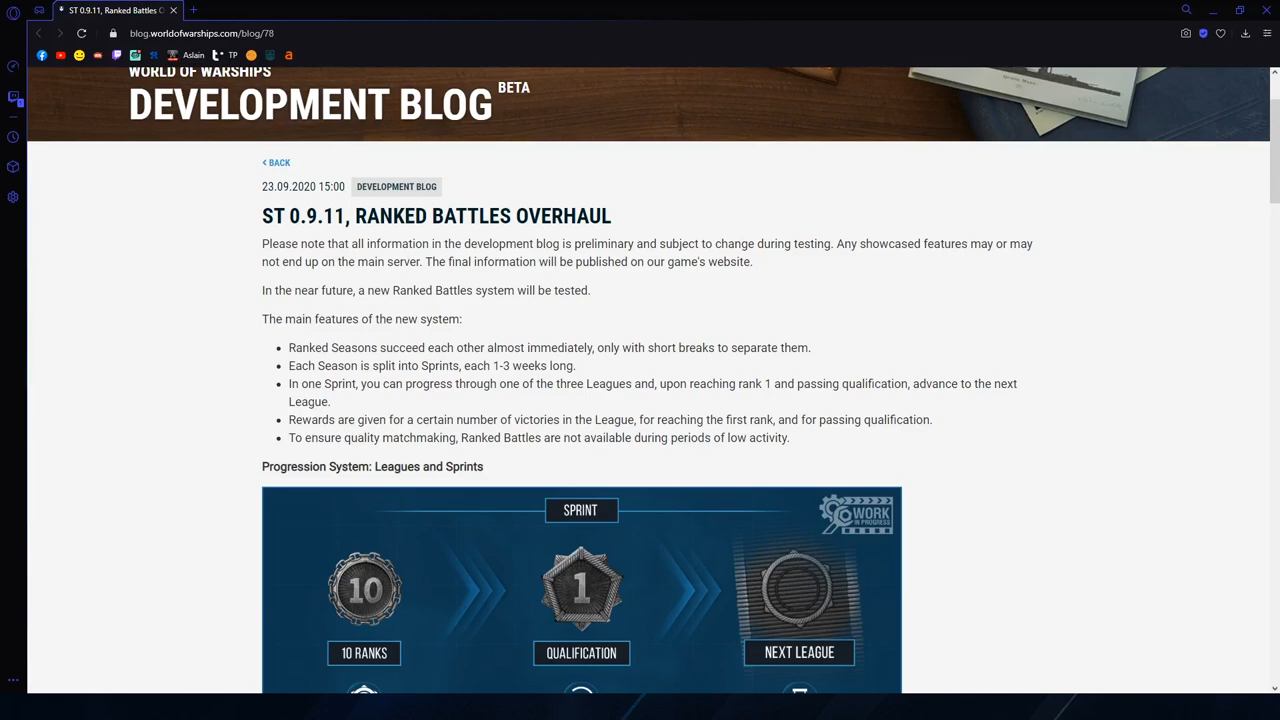 ST 0.9.11, Ranked Battles O
blog.worldofwarships.com/blog/78
Aslain
TP
WORLD OF WARSHIPS
DEVELOPMENT BLOG BETA
BACK
23.09.2020 15:00 DEVELOPMENT BLOG
ST 0.9.11, RANKED BATTLES OVERHAUL
Please note that all information in the development blog is preliminary and subject to change during testing. Any showcased features may or may
not end up on the main server. The final information will be published on our game's website.
In the near future, a new Ranked Battles system will be tested.
The main features of the new system:
Ranked Seasons succeed each other almost immediately, only with short breaks to separate them.
Each Season is split into Sprints, each 1-3 weeks long.
In one Sprint, you can progress through one of the three Leagues and, upon reaching rank 1 and passing qualification, advance to the next
League.
Rewards are given for a certain number of victories in the League, for reaching the first rank, and for passing qualification.
To ensure quality matchmaking, Ranked Battles are not available during periods of low activity.
Progression System: Leagues and Sprints
SPRINT
WORK
IN PROGRESS
10
1
10 RANKS
QUALIFICATION
NEXT LEAGUE